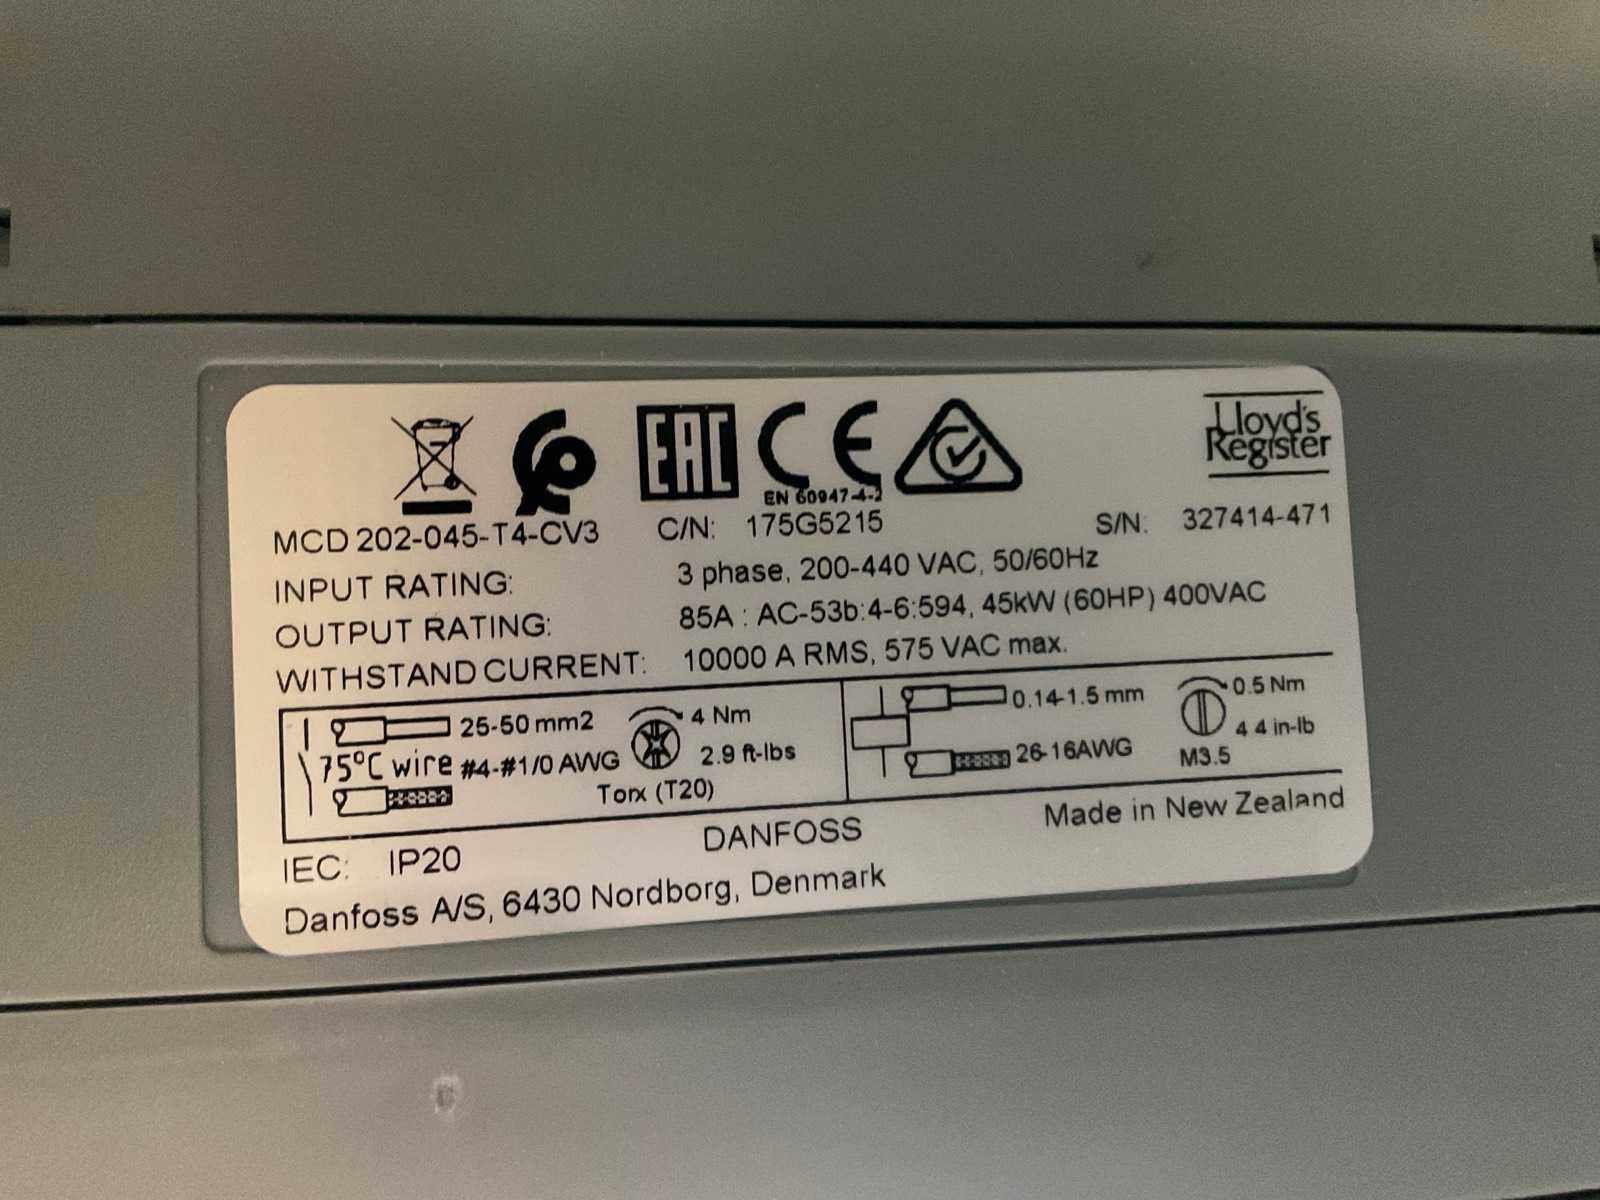 EAC CE
EN 60947-4-2
Lloyd's
Register
MCD 202-045-T4-CV3 C/N: 175G5215 S/N: 327414-471
INPUT RATING: 3 phase, 200-440 VAC, 50/60Hz
OUTPUT RATING: 85A : AC-53b:4-6:594, 45kW (60HP) 400VAC
WITHSTAND CURRENT: 10000 A RMS, 575 VAC max.
25-50 mm2 4 Nm
75°C wire #4-#1/0 AWG 2.9 ft-lbs
Torx (T20)
0.14-1.5 mm 0.5 Nm
26-16AWG 4 4 in-lb
M3.5
IEC: IP20 DANFOSS Made in New Zealand
Danfoss A/S, 6430 Nordborg, Denmark